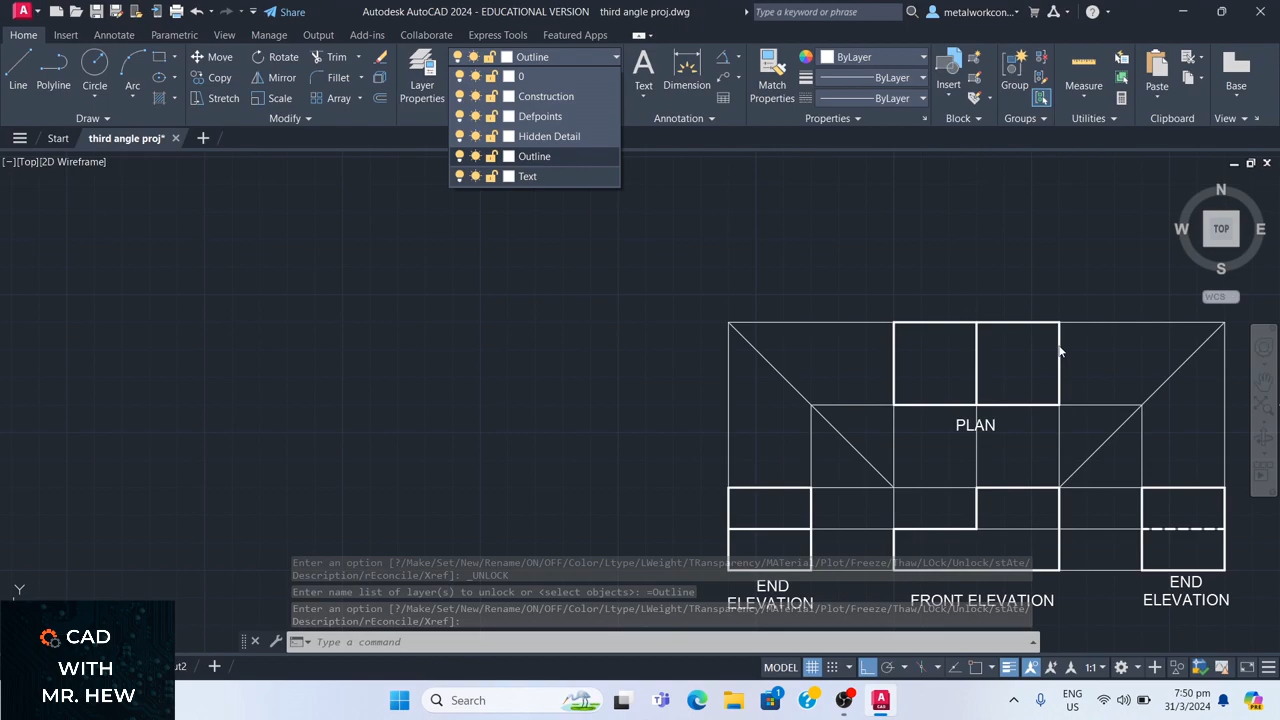 Share
Autodesk AutoCAD 2024 - EDUCATIONAL VERSION third angle proj.dwg
Type a keyword or phrase
metalworkcon...
Home Insert Annotate Parametric View Manage Output Add-ins Collaborate Express Tools Featured Apps
Line Polyline Circle Arc
Move Rotate Trim
Copy Mirror Fillet
Stretch Scale Array
Layer Properties
Outline
0
Construction
Defpoints
Hidden Detail
Outline
Text
Text Dimension
Match Properties
ByLayer
ByLayer
ByLayer
Insert Group Measure Paste Base
Draw Modify Annotation Properties Block Groups Utilities Clipboard View
Start third angle proj*
[−][Top][2D Wireframe]
N
W TOP E
S
WCS
PLAN
END ELEVATION
FRONT ELEVATION
END ELEVATION
Y
Enter an option [?/Make/Set/New/Rename/ON/OFF/Color/Ltype/LWeight/TRansparency/MATerial/Plot/Freeze/Thaw/LOck/Unlock/stAte/
Description/rEconcile/Xref]: _UNLOCK
Enter name list of layer(s) to unlock or <select objects>: =Outline
Enter an option [?/Make/Set/New/Rename/ON/OFF/Color/Ltype/LWeight/TRansparency/MATerial/Plot/Freeze/Thaw/LOck/Unlock/stAte/
Description/rEconcile/Xref]:
Type a command
CAD
WITH
MR. HEW
MODEL 1:1
Search
ENG
US
7:50 pm
31/3/2024